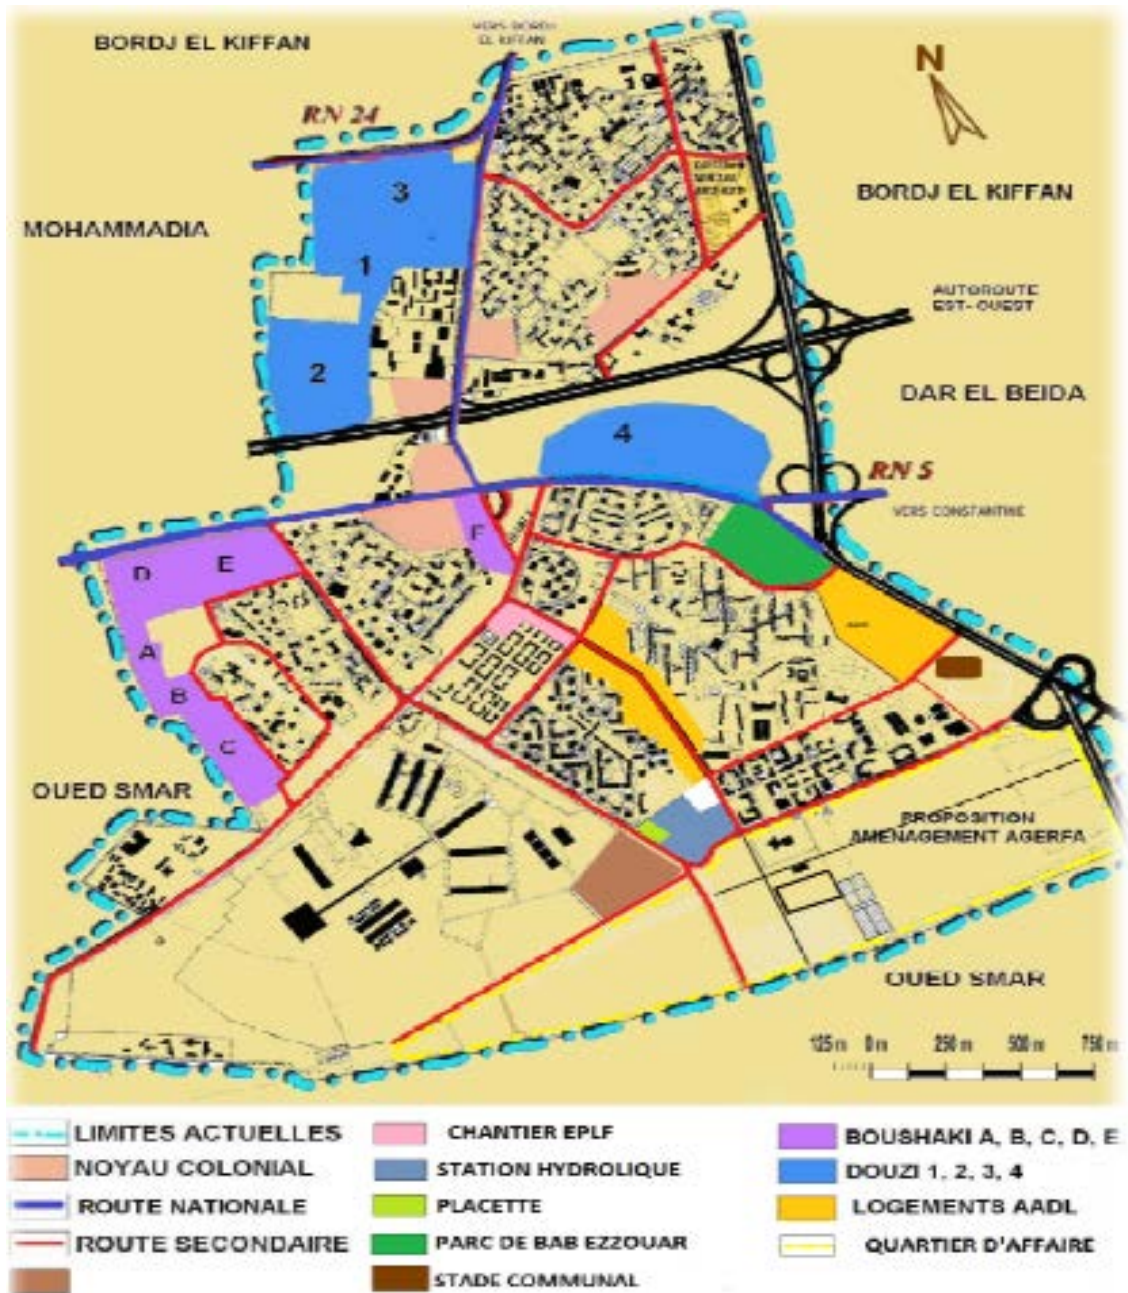 VERS BORDJ
EL KIFFAN
BORDJ EL KIFFAN
N
RN 24
3
BORDJ EL KIFFAN
MOHAMMADIA
1
AUTOROUTE
EST-OUEST
2
DAR EL BEIDA
4
RN 5
VERS CONSTANTINE
F
D
E
A
B
C
OUED SMAR
PROPOSITION
AMENAGEMENT AGERFA
OUED SMAR
125 m 0 m 250 m 500 m 750 m
LIMITES ACTUELLES
NOYAU COLONIAL
ROUTE NATIONALE
ROUTE SECONDAIRE
CHANTIER EPLF
STATION HYDROLIQUE
PLACETTE
PARC DE BAB EZZOUAR
STADE COMMUNAL
BOUSHAKI A, B, C, D, E
DOUZI 1, 2, 3, 4
LOGEMENTS AADL
QUARTIER D'AFFAIRE